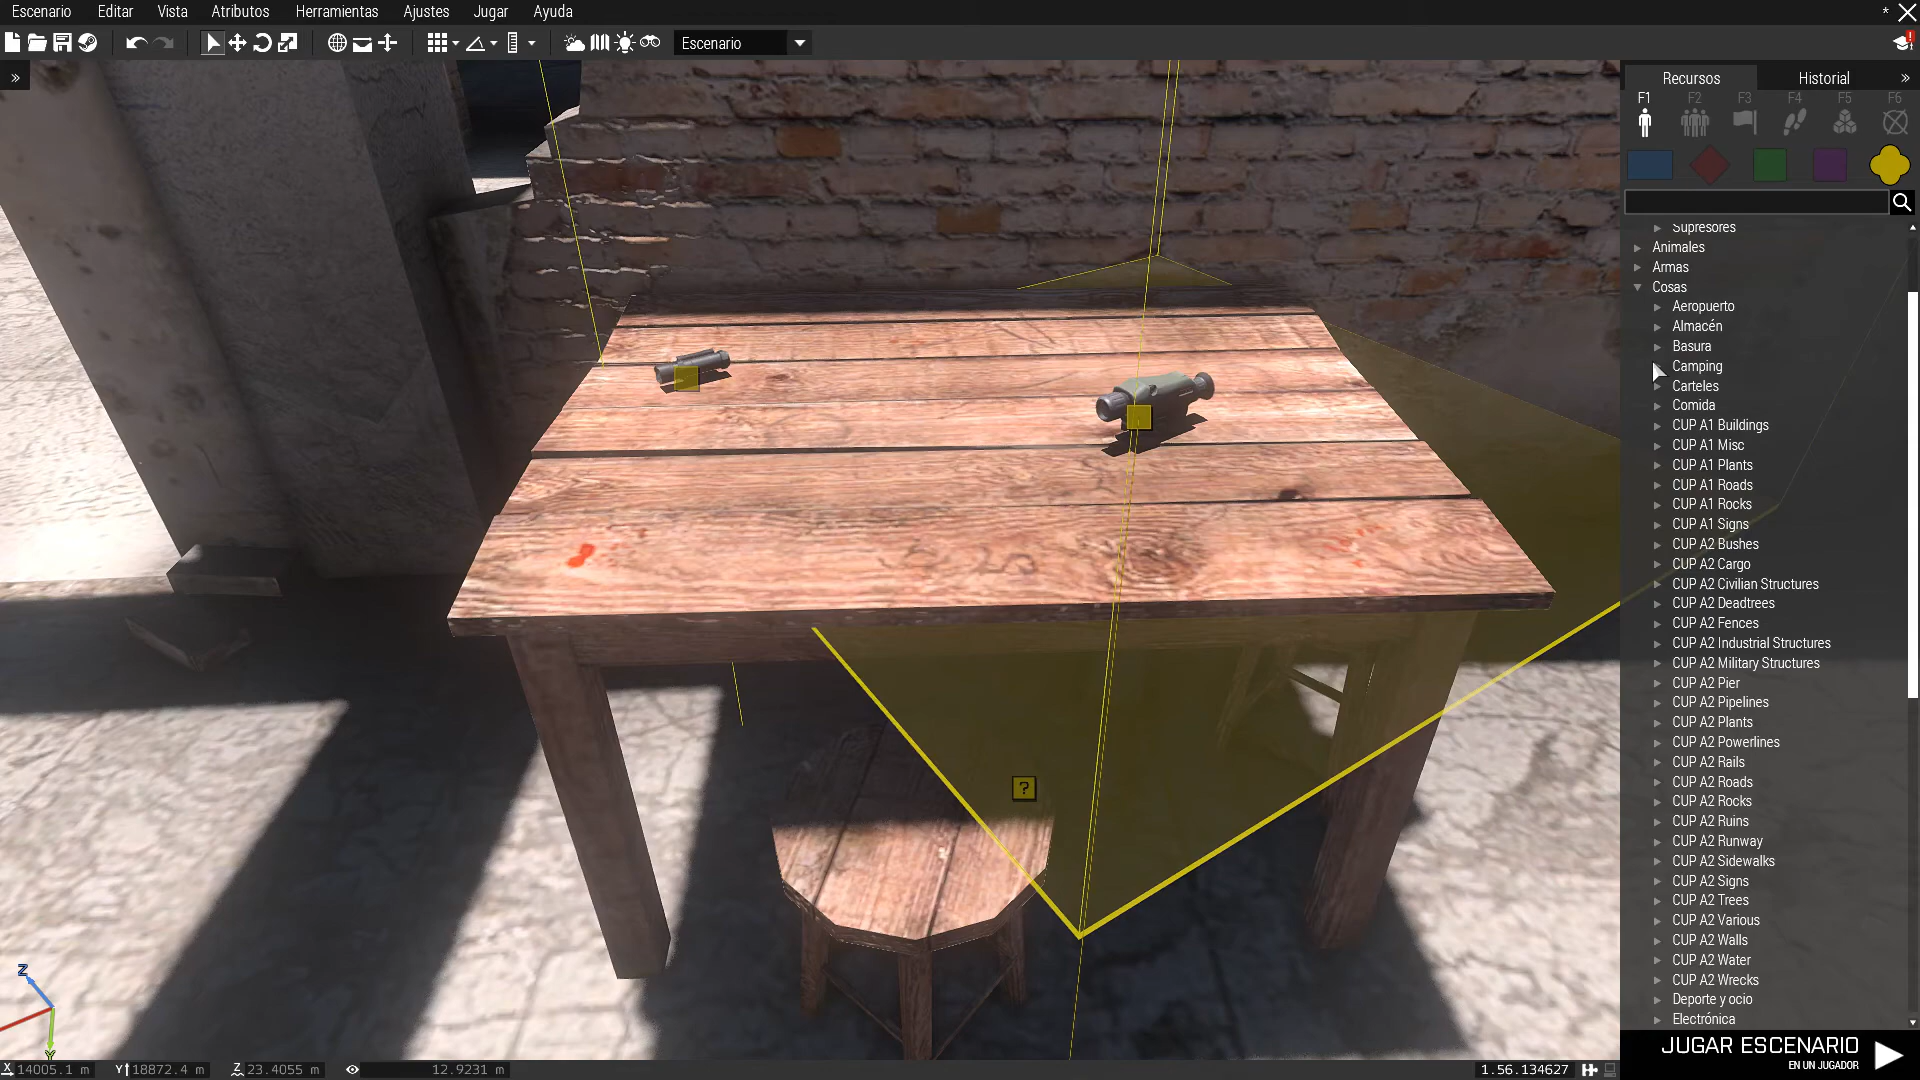 Escenario Editar Vista Atributos Herramientas Ajustes Jugar Ayuda
*
Escenario
Recursos Historial
F1 F2 F3 F4 F5 F6
Supresores
Animales
Armas
Cosas
Aeropuerto
Almacén
Basura
Camping
Carteles
Comida
CUP A1 Buildings
CUP A1 Misc
CUP A1 Plants
CUP A1 Roads
CUP A1 Rocks
CUP A1 Signs
CUP A2 Bushes
CUP A2 Cargo
CUP A2 Civilian Structures
CUP A2 Deadtrees
CUP A2 Fences
CUP A2 Industrial Structures
CUP A2 Military Structures
CUP A2 Pier
CUP A2 Pipelines
CUP A2 Plants
CUP A2 Powerlines
CUP A2 Rails
CUP A2 Roads
CUP A2 Rocks
CUP A2 Ruins
CUP A2 Runway
CUP A2 Sidewalks
CUP A2 Signs
CUP A2 Trees
CUP A2 Various
CUP A2 Walls
CUP A2 Water
CUP A2 Wrecks
Deporte y ocio
Electrónica
?
Z
Y
JUGAR ESCENARIO
EN UN JUGADOR
X 14005.1 m Y 18872.4 m Z 23.4055 m 12.9231 m 1.56.134627